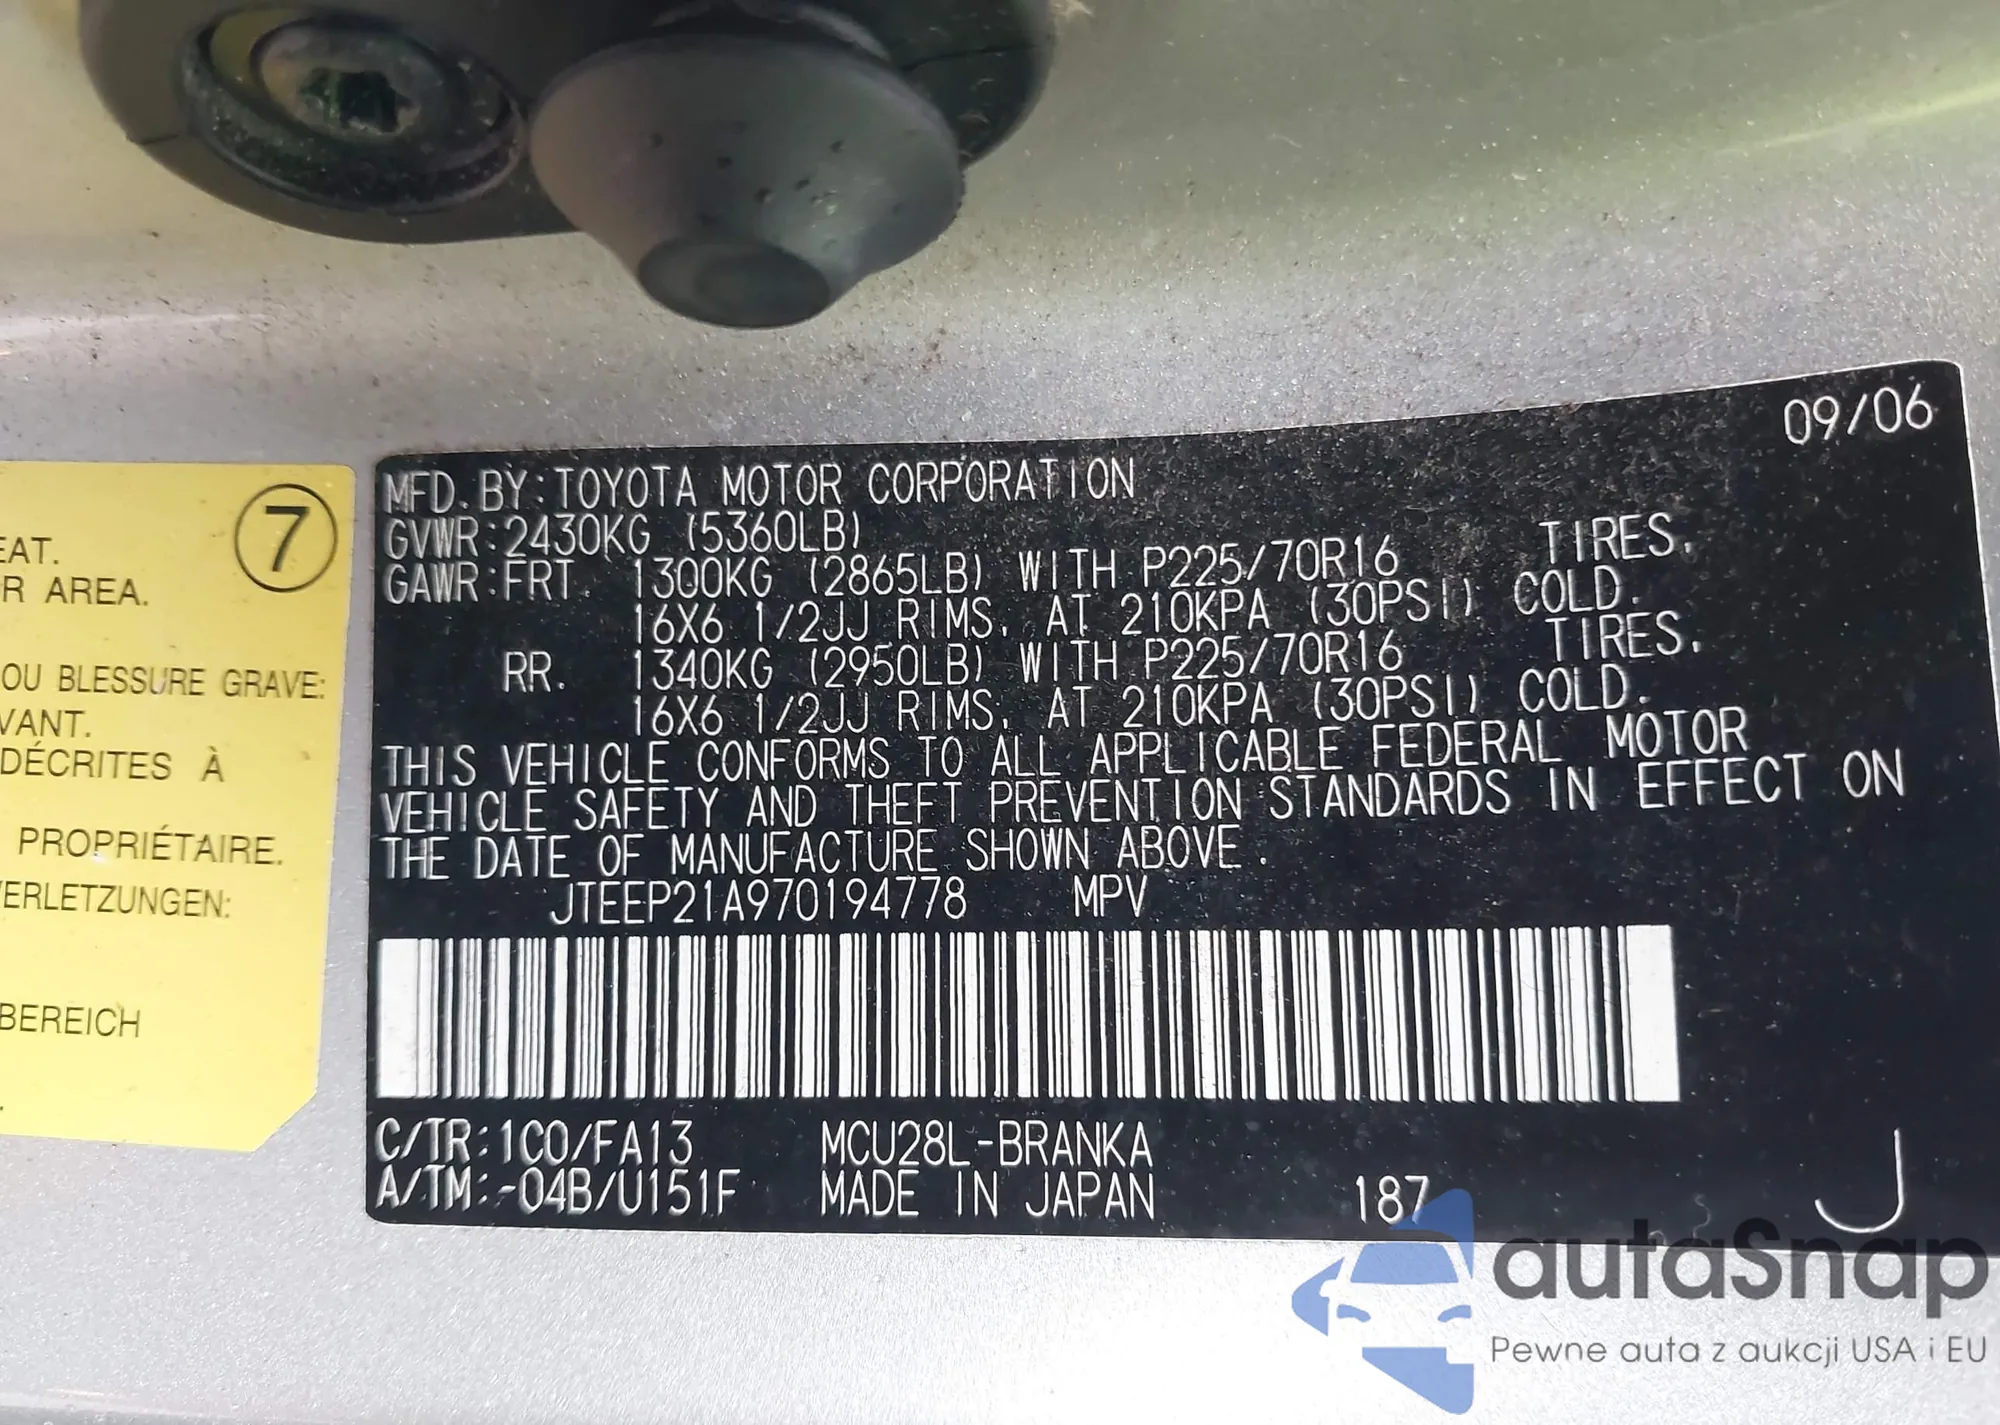 7
EAT.
R AREA.
OU BLESSURE GRAVE:
VANT.
DÉCRITES À
PROPRIÉTAIRE.
VERLETZUNGEN:
BEREICH
09/06
MFD. BY: TOYOTA MOTOR CORPORATION
GVWR: 2430KG (5360LB)
GAWR: FRT. 1300KG (2865LB) WITH P225/70R16 TIRES,
16X6 1/2JJ RIMS, AT 210KPA (30PSI) COLD.
RR. 1340KG (2950LB) WITH P225/70R16 TIRES,
16X6 1/2JJ RIMS, AT 210KPA (30PSI) COLD.
THIS VEHICLE CONFORMS TO ALL APPLICABLE FEDERAL MOTOR
VEHICLE SAFETY AND THEFT PREVENTION STANDARDS IN EFFECT ON
THE DATE OF MANUFACTURE SHOWN ABOVE.
JTEEP21A970194778 MPV
C/TR: 1C0/FA13 MCU28L-BRANKA
A/TM: -04B/U151F MADE IN JAPAN 187 J
autaSnap
Pewne auta z aukcji USA i EU